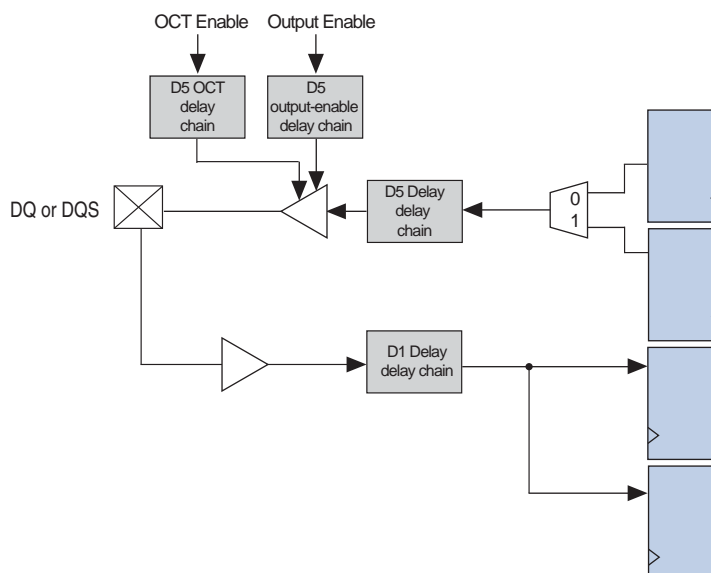 OCT Enable
Output Enable
D5 OCT
delay
chain
D5
output-enable
delay chain
D5 Delay
delay
chain
0
1
DQ or DQS
D1 Delay
delay chain